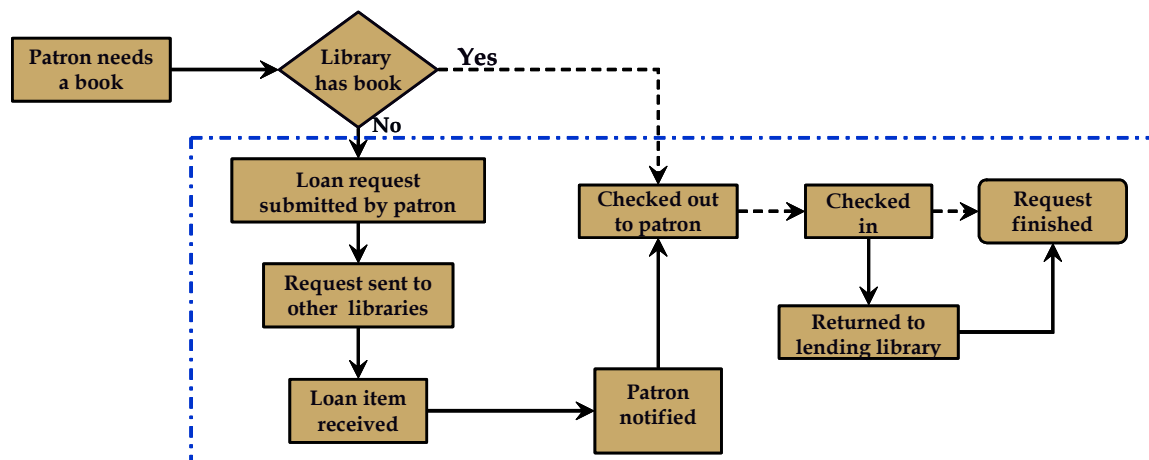 Patron needs
a book
Library
has book
Yes
No
Loan request
submitted by patron
Request sent to
other libraries
Loan item
received
Patron
notified
Checked out
to patron
Checked
in
Returned to
lending library
Request
finished